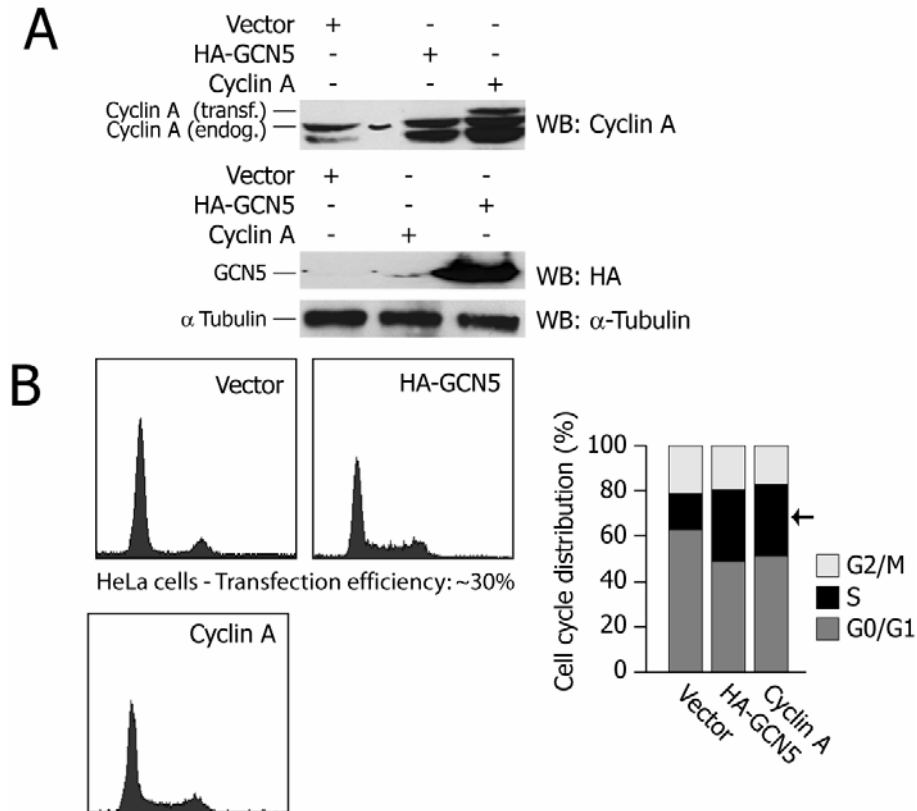 A
Vector + - -
HA-GCN5 - + -
Cyclin A - - +
Cyclin A (transf.)
Cyclin A (endog.)
WB: Cyclin A
Vector + - -
HA-GCN5 - - +
Cyclin A - + -
GCN5
WB: HA
α Tubulin
WB: α-Tubulin
B
Vector
HA-GCN5
HeLa cells - Transfection efficiency: ~30%
Cyclin A
Cell cycle distribution (%)
100
80
60
40
20
0
Vector
HA-GCN5
Cyclin A
G2/M
S
G0/G1